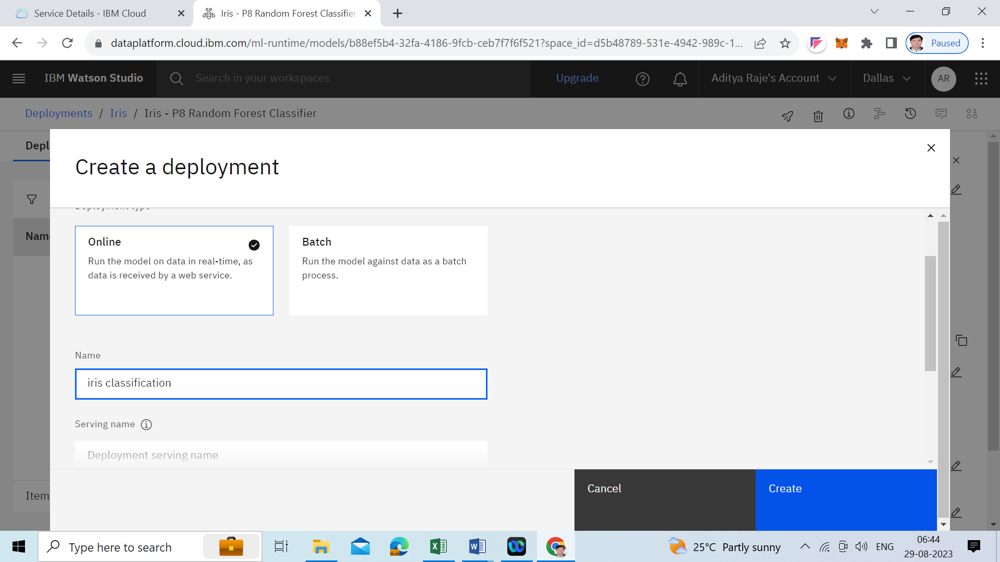 Service Details - IBM Cloud
Iris - P8 Random Forest Classifier
dataplatform.cloud.ibm.com/ml-runtime/models/b88ef5b4-32fa-4186-9fcb-ceb7f7f6f521?space_id=d5b48789-531e-4942-989c-1...
Paused
IBM Watson Studio
Search in your workspaces
Upgrade
Aditya Raje's Account
Dallas
AR
Deployments / Iris / Iris - P8 Random Forest Classifier
Depl
Create a deployment
Deployment type
Online
Run the model on data in real-time, as
data is received by a web service.
Batch
Run the model against data as a batch
process.
Nam
Name
iris classification
Serving name
Deployment serving name
Item
Cancel
Create
Type here to search
25°C Partly sunny
ENG
06:44
29-08-2023